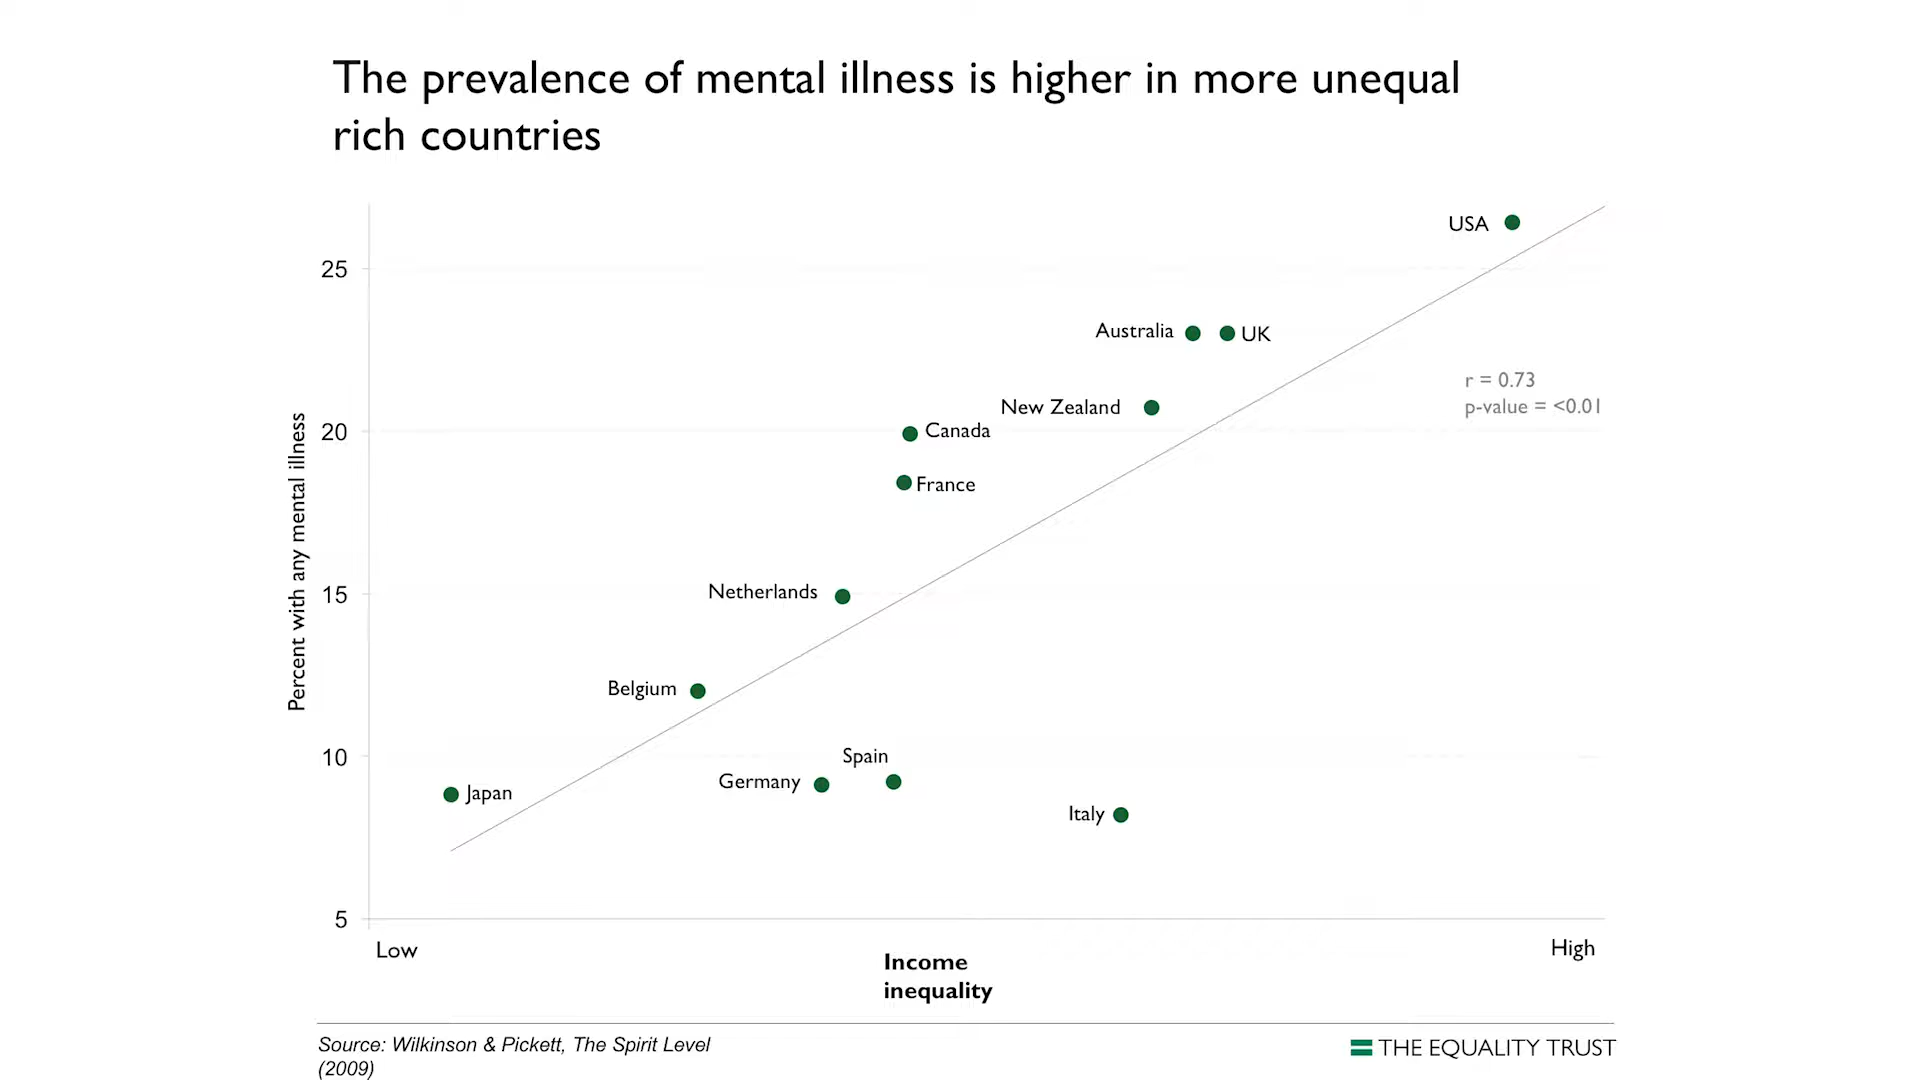 The prevalence of mental illness is higher in more unequal
rich countries
USA
25
Australia
UK
r = 0.73
p-value = <0.01
New Zealand
Canada
20
France
Percent with any mental illness
Netherlands
15
Belgium
Spain
10
Germany
Japan
Italy
5
Low
High
Income
inequality
Source: Wilkinson & Pickett, The Spirit Level
(2009)
THE EQUALITY TRUST